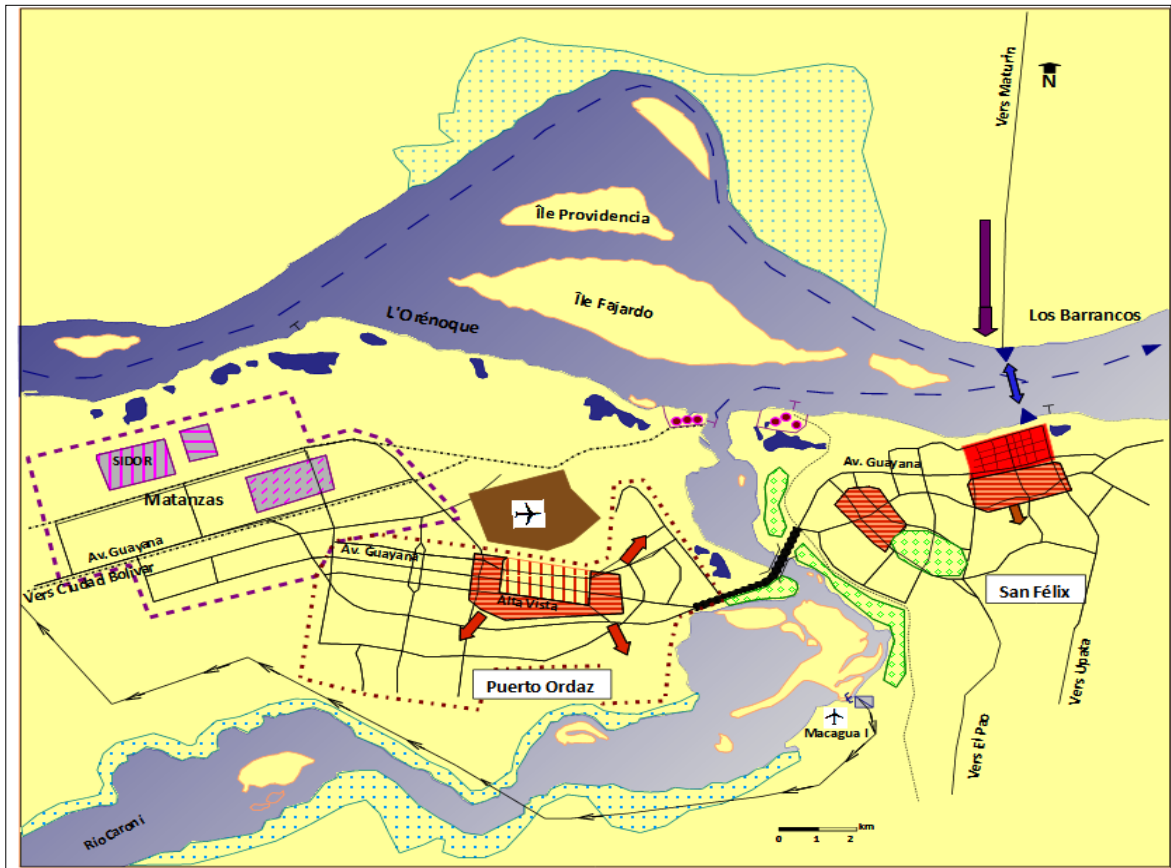 Vers Maturin
N
Île Providencia
Île Fajardo
L'Orénoque
Los Barrancos
SIDOR
Matanzas
Av. Guayana
Vers Ciudad Bolivar
Av. Guayana
Alta Vista
Puerto Ordaz
Av. Guayana
San Félix
Vers Upata
Vers El Pao
Macagua I
Rio Caroni
km
0 1 2